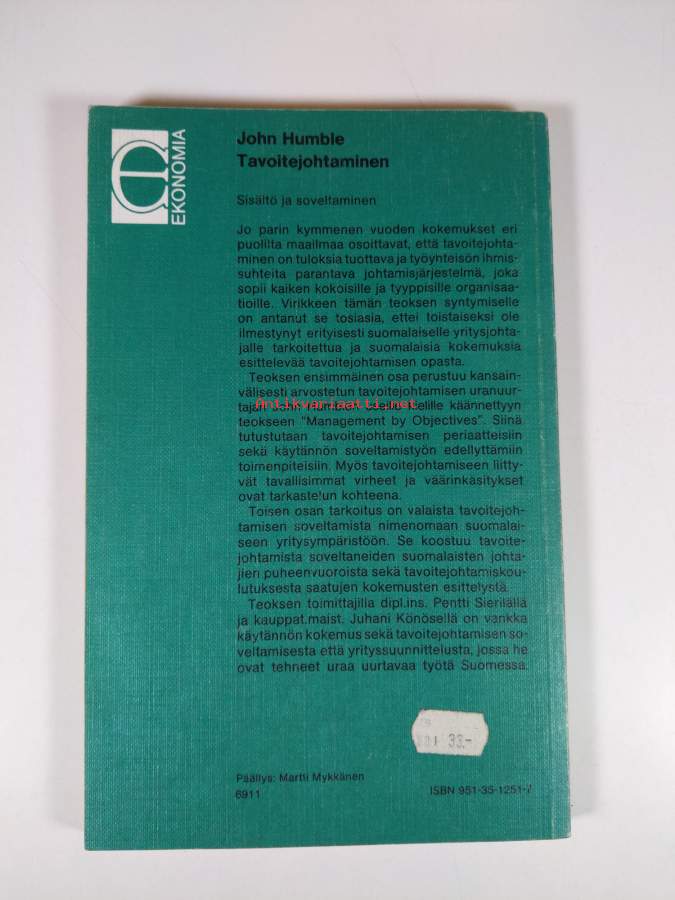 EKONOMIA
John Humble
Tavoitejohtaminen
Sisältö ja soveltaminen
Jo parin kymmenen vuoden kokemukset eri
puolilta maailmaa osoittavat, että tavoitejohta-
minen on tuloksia tuottava ja työyhteisön ihmis-
suhteita parantava johtamisjärjestelmä, joka
sopii kaiken kokoisille ja tyyppisille organisaa-
tioille. Virikkeen tämän teoksen syntymiselle
on antanut se tosiasia, ettei toistaiseksi ole
ilmestynyt erityisesti suomalaiselle yritysjohta-
jalle tarkoitettua ja suomalaisia kokemuksia
esittelevää tavoitejohtamisen opasta.
Teoksen ensimmäinen osa perustuu kansain-
välisesti arvostetun tavoitejohtamisen uranuur-
Antikvariaatti.net
käännettyyn
teokseen "Management by Objectives". Siinä
tutustutaan tavoitejohtamisen periaatteisiin
sekä käytännön soveltamistyön edellyttämiin
toimenpiteisiin. Myös tavoitejohtamiseen liitty-
vät tavallisimmat virheet ja väärinkäsitykset
ovat tarkastelun kohteena.
Toisen osan tarkoitus on valaista tavoitejoh-
tamisen soveltamista nimenomaan suomalai-
seen yritysympäristöön. Se koostuu tavoite-
johtamista soveltaneiden suomalaisten johta-
jien puheenvuoroista sekä tavoitejohtamiskou-
lutuksesta saatujen kokemusten esittelystä.
Teoksen toimittajilla dipl.ins. Pentti Sierilällä
ja kauppat.maist. Juhani Könösellä on vankka
käytännön kokemus sekä tavoitejohtamisen so-
veltamisesta että yrityssuunnittelusta, jossa he
ovat tehneet uraa uurtavaa työtä Suomessa.
33,-
Päällys: Martti Mykkänen
6911
ISBN 951-35-1251-7